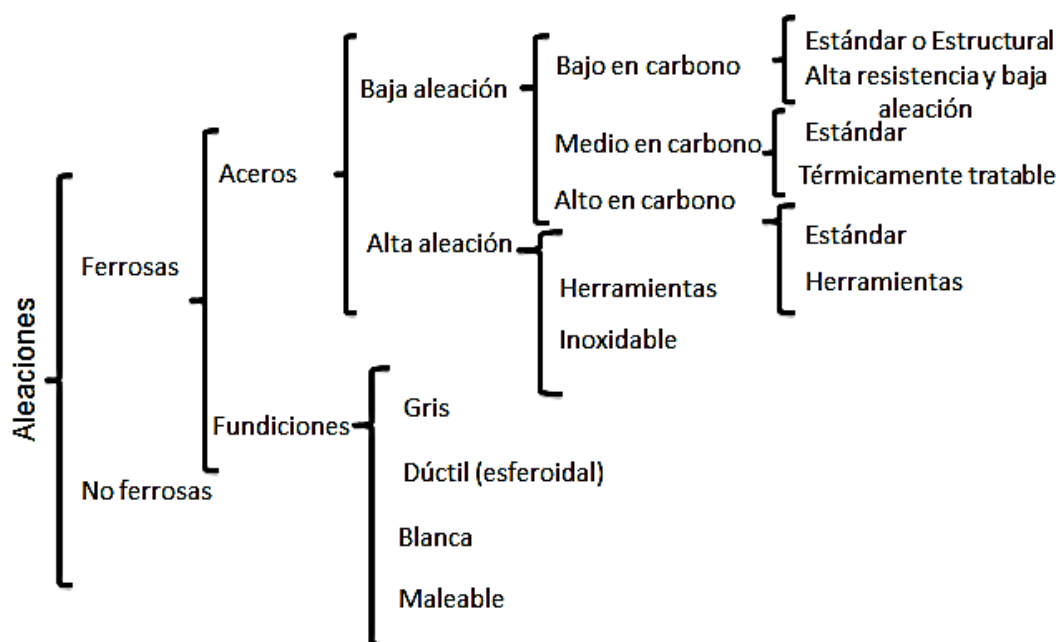 Aleaciones
Ferrosas
No ferrosas
Aceros
Fundiciones
Baja aleación
Alta aleación
Bajo en carbono
Medio en carbono
Alto en carbono
Estándar o Estructural
Alta resistencia y baja
aleación
Estándar
Térmicamente tratable
Estándar
Herramientas
Herramientas
Inoxidable
Gris
Dúctil (esferoidal)
Blanca
Maleable